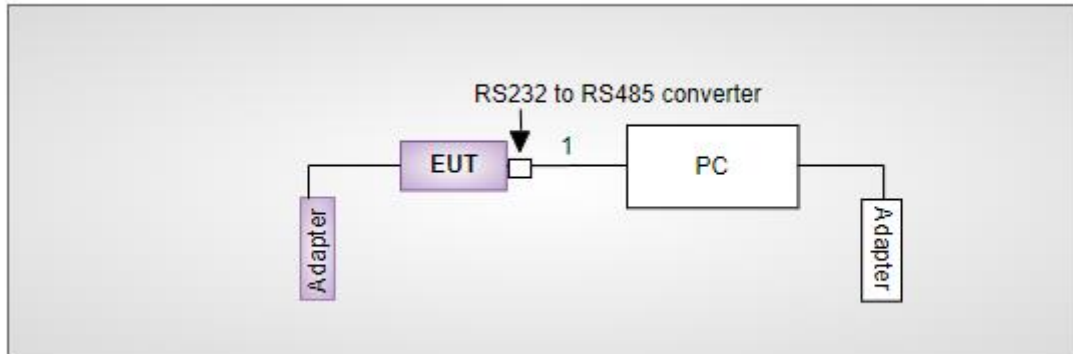 RS232 to RS485 converter
EUT
1
PC
Adapter
Adapter